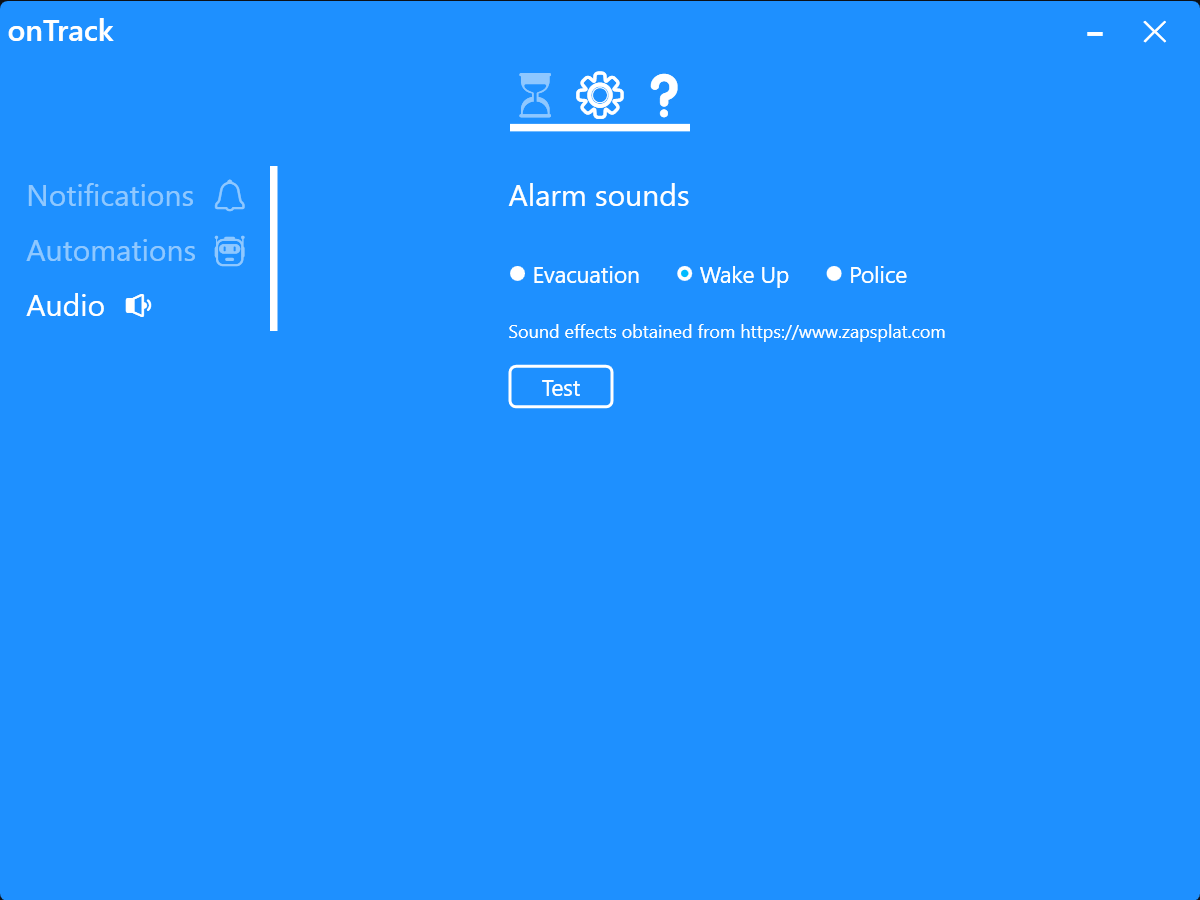 onTrack
Notifications
Automations
Audio
Alarm sounds
Evacuation Wake Up Police
Sound effects obtained from https://www.zapsplat.com
Test